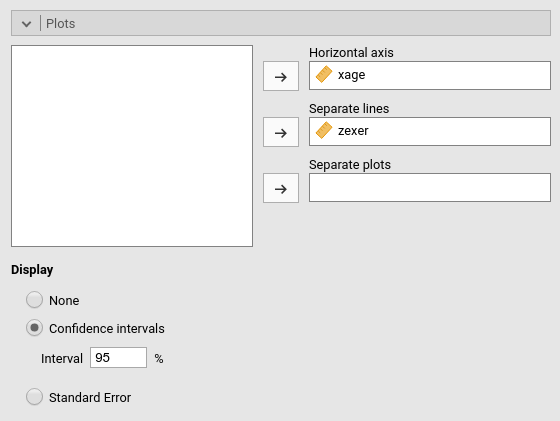 Plots
Horizontal axis
xage
Separate lines
zexer
Separate plots
Display
None
Confidence intervals
Interval 95 %
Standard Error